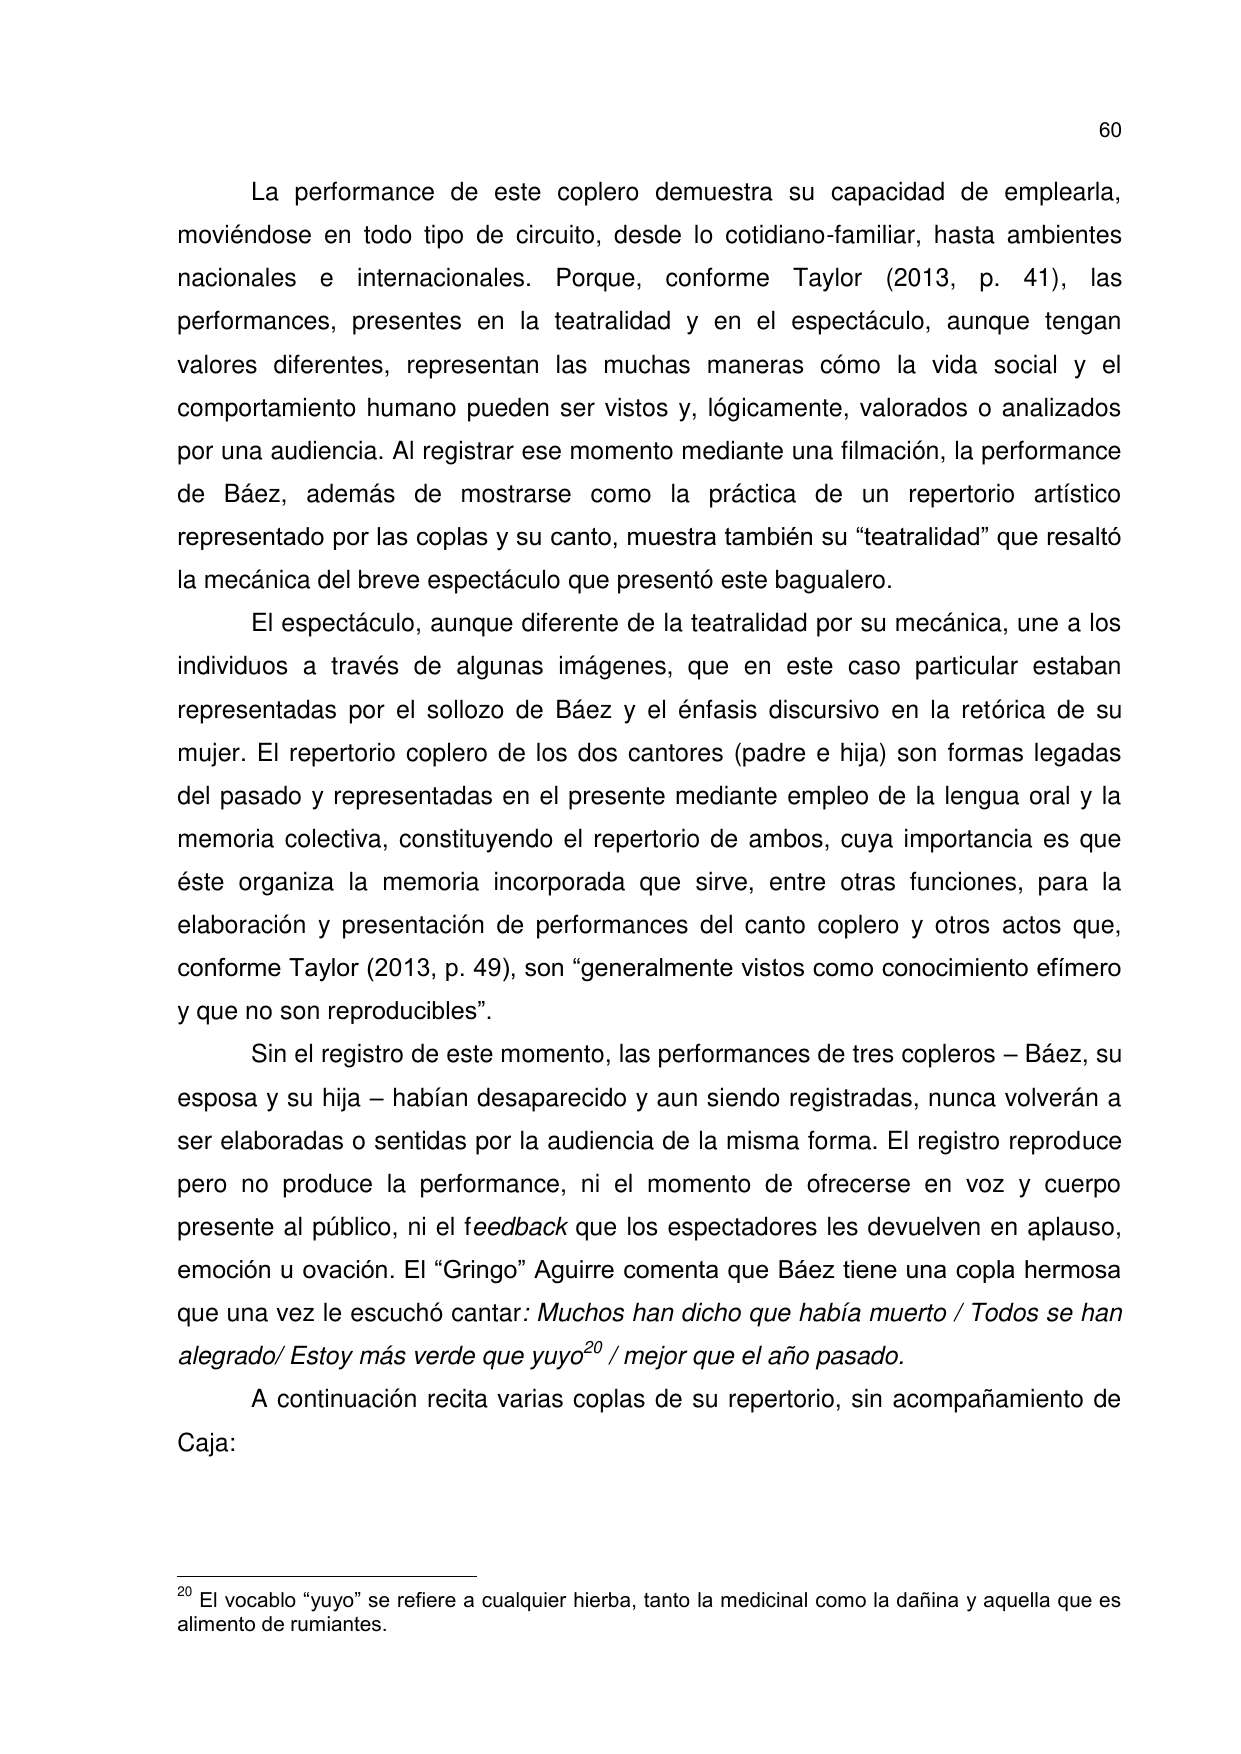 60
La performance de este coplero demuestra su capacidad de emplearla,
moviéndose en todo tipo de circuito, desde lo cotidiano-familiar, hasta ambientes
nacionales e internacionales. Porque, conforme Taylor (2013, p. 41), las
performances, presentes en la teatralidad y en el espectáculo, aunque tengan
valores diferentes, representan las muchas maneras cómo la vida social y el
comportamiento humano pueden ser vistos y, lógicamente, valorados o analizados
por una audiencia. Al registrar ese momento mediante una filmación, la performance
de Báez, además de mostrarse como la práctica de un repertorio artístico
representado por las coplas y su canto, muestra también su “teatralidad” que resaltó
la mecánica del breve espectáculo que presentó este bagualero.
El espectáculo, aunque diferente de la teatralidad por su mecánica, une a los
individuos a través de algunas imágenes, que en este caso particular estaban
representadas por el sollozo de Báez y el énfasis discursivo en la retórica de su
mujer. El repertorio coplero de los dos cantores (padre e hija) son formas legadas
del pasado y representadas en el presente mediante empleo de la lengua oral y la
memoria colectiva, constituyendo el repertorio de ambos, cuya importancia es que
éste organiza la memoria incorporada que sirve, entre otras funciones, para la
elaboración y presentación de performances del canto coplero y otros actos que,
conforme Taylor (2013, p. 49), son “generalmente vistos como conocimiento efímero
y que no son reproducibles”.
Sin el registro de este momento, las performances de tres copleros – Báez, su
esposa y su hija – habían desaparecido y aun siendo registradas, nunca volverán a
ser elaboradas o sentidas por la audiencia de la misma forma. El registro reproduce
pero no produce la performance, ni el momento de ofrecerse en voz y cuerpo
presente al público, ni el feedback que los espectadores les devuelven en aplauso,
emoción u ovación. El “Gringo” Aguirre comenta que Báez tiene una copla hermosa
que una vez le escuchó cantar: Muchos han dicho que había muerto / Todos se han
alegrado/ Estoy más verde que yuyo20 / mejor que el año pasado.
A continuación recita varias coplas de su repertorio, sin acompañamiento de
Caja:
20 El vocablo “yuyo” se refiere a cualquier hierba, tanto la medicinal como la dañina y aquella que es
alimento de rumiantes.